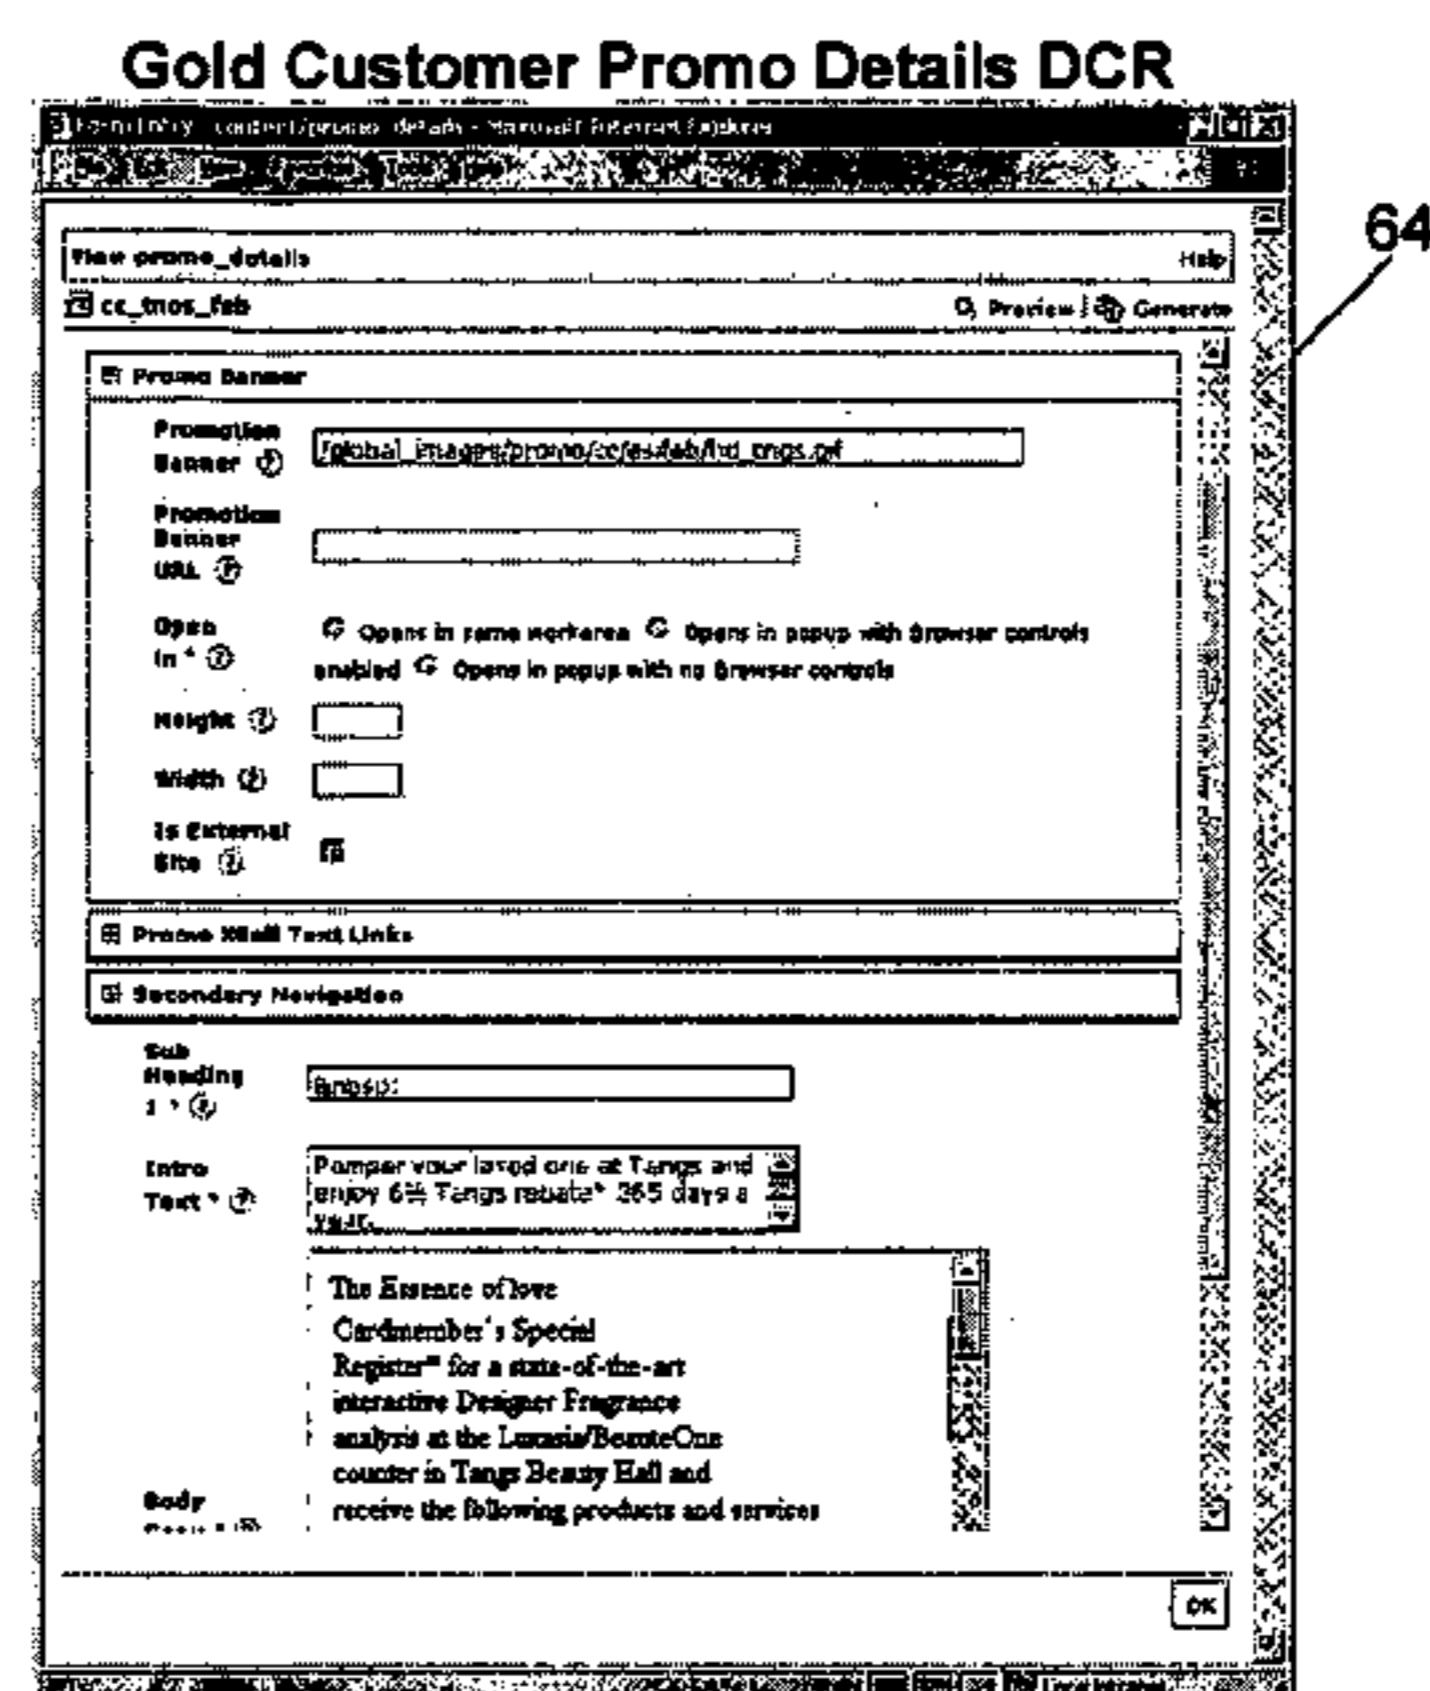 Gold Customer Promo Details DCR
64
View promo_details Help
Preview Generate
Promo Banner
Promotion
Banner
Promotion
Banner
URL
Open
In *
Opens in same workarea Opens in popup with Browser controls
enabled Opens in popup with no Browser controls
Height
Width
Is External
Site
Promo Text Links
Secondary Navigation
Sub
Heading
1 *
&nbsp;
Intro
Text *
Pamper your loved one at Tangs and
enjoy 6% Tangs rebate* 365 days a
year.
The Essence of love
Cardmember's Special
Register* for a state-of-the-art
interactive Designer Fragrance
analysis at the Luxasia/BeauteOne
counter in Tangs Beauty Hall and
receive the following products and services
Body
OK